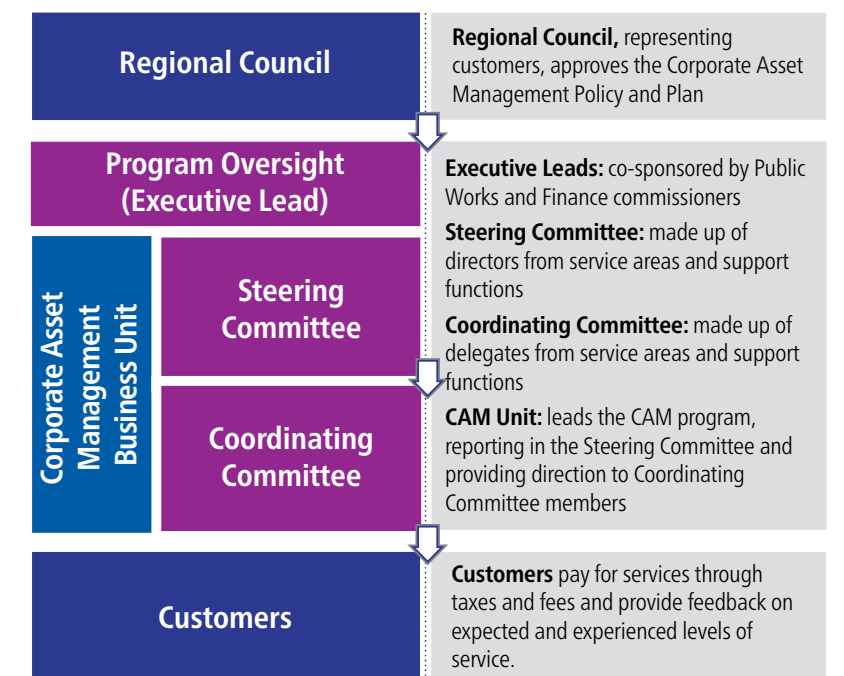 Regional Council
Regional Council, representing
customers, approves the Corporate Asset
Management Policy and Plan
Program Oversight
(Executive Lead)
Executive Leads: co-sponsored by Public
Works and Finance commissioners
Steering Committee: made up of
directors from service areas and support
functions
Coordinating Committee: made up of
delegates from service areas and support
functions
CAM Unit: leads the CAM program,
reporting in the Steering Committee and
providing direction to Coordinating
Committee members
Corporate Asset
Management
Business Unit
Steering
Committee
Coordinating
Committee
Customers
Customers pay for services through
taxes and fees and provide feedback on
expected and experienced levels of
service.